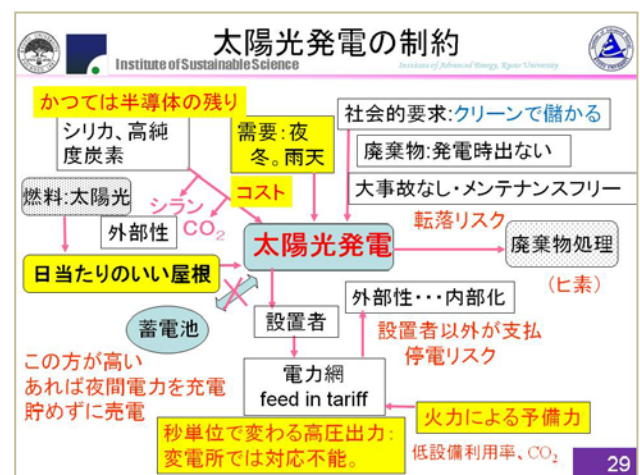 太陽光発電の制約
Institute of Sustainable Science
Institute of Advanced Energy, Kyoto University
かつては半導体の残り
シリカ、高純
度炭素
需要:夜
冬。雨天
社会的要求:クリーンで儲かる
廃棄物:発電時出ない
大事故なし・メンテナンスフリー
燃料:太陽光
シラン
CO₂
コスト
外部性
転落リスク
太陽光発電
廃棄物処理
(ヒ素)
日当たりのいい屋根
蓄電池
設置者
外部性・・・内部化
設置者以外が支払
停電リスク
この方が高い
あれば夜間電力を充電
貯めずに売電
電力網
feed in tariff
火力による予備力
秒単位で変わる高圧出力:
変電所では対応不能。
低設備利用率、CO₂
29